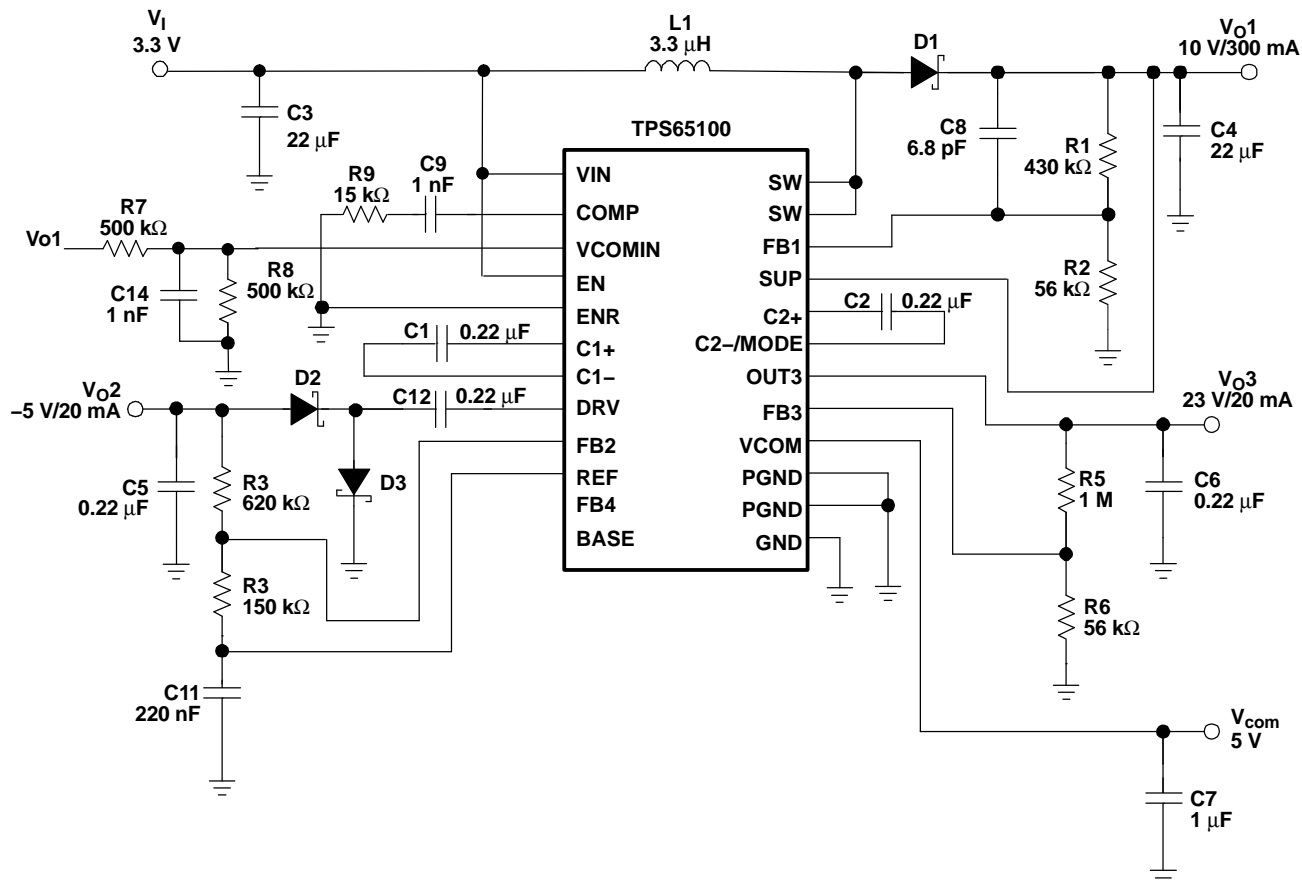 VI
3.3 V
L1
3.3 μH
D1
VO1
10 V/300 mA
C3
22 μF
TPS65100
C8
6.8 pF
R1
430 kΩ
C4
22 μF
R9
15 kΩ
C9
1 nF
VIN
COMP
VCOMIN
EN
ENR
C1+
C1–
DRV
FB2
REF
FB4
BASE
SW
SW
FB1
SUP
C2+
C2–/MODE
OUT3
FB3
VCOM
PGND
PGND
GND
R7
500 kΩ
Vo1
R8
500 kΩ
C14
1 nF
R2
56 kΩ
C2
0.22 μF
C1
0.22 μF
C12
0.22 μF
VO2
–5 V/20 mA
D2
D3
C5
0.22 μF
R3
620 kΩ
R3
150 kΩ
C11
220 nF
VO3
23 V/20 mA
R5
1 M
C6
0.22 μF
R6
56 kΩ
Vcom
5 V
C7
1 μF